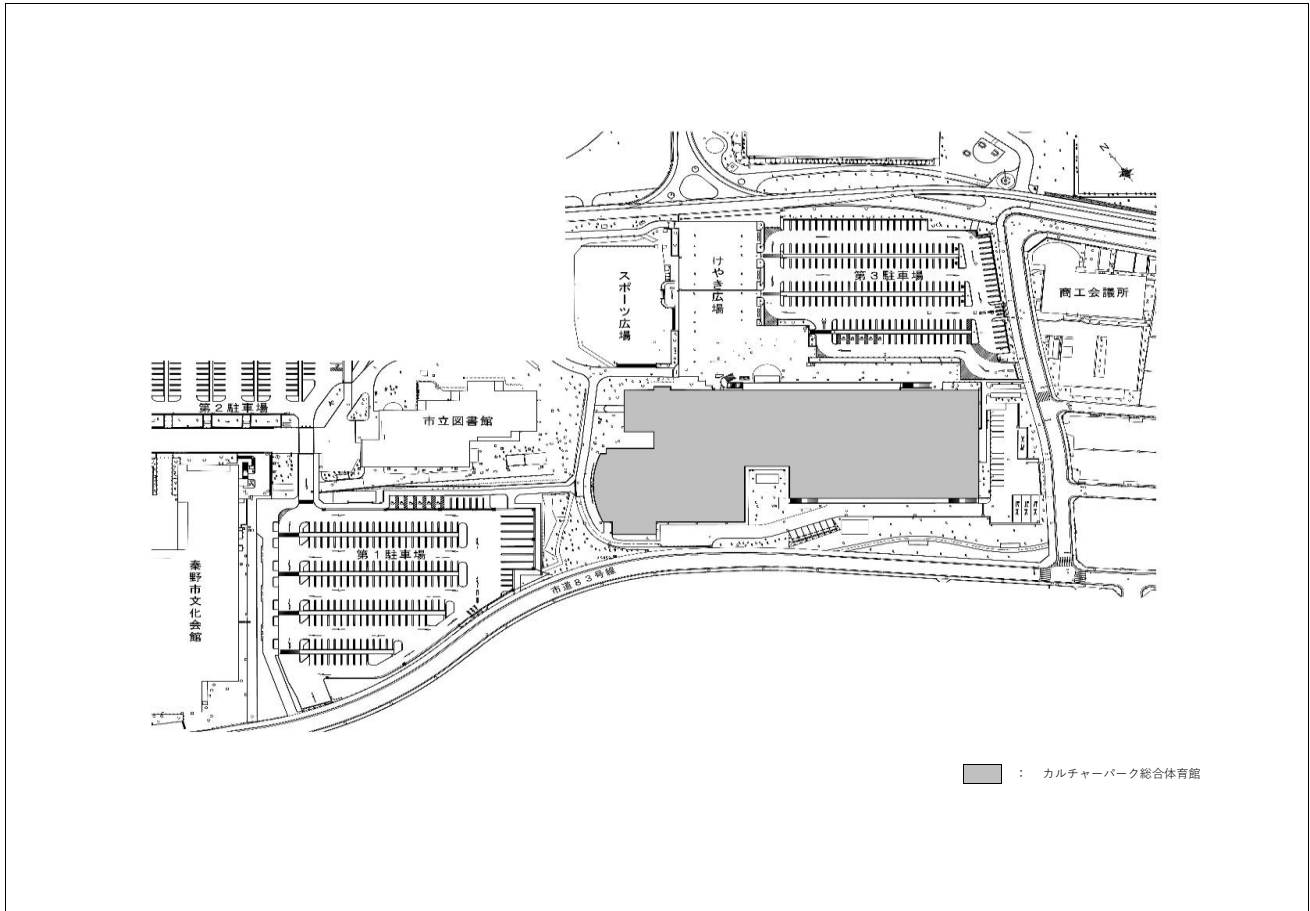 N
スポーツ広場
けやき広場
第3駐車場
商工会議所
第2駐車場
市立図書館
第1駐車場
市道83号線
秦野市文化会館
： カルチャーパーク総合体育館